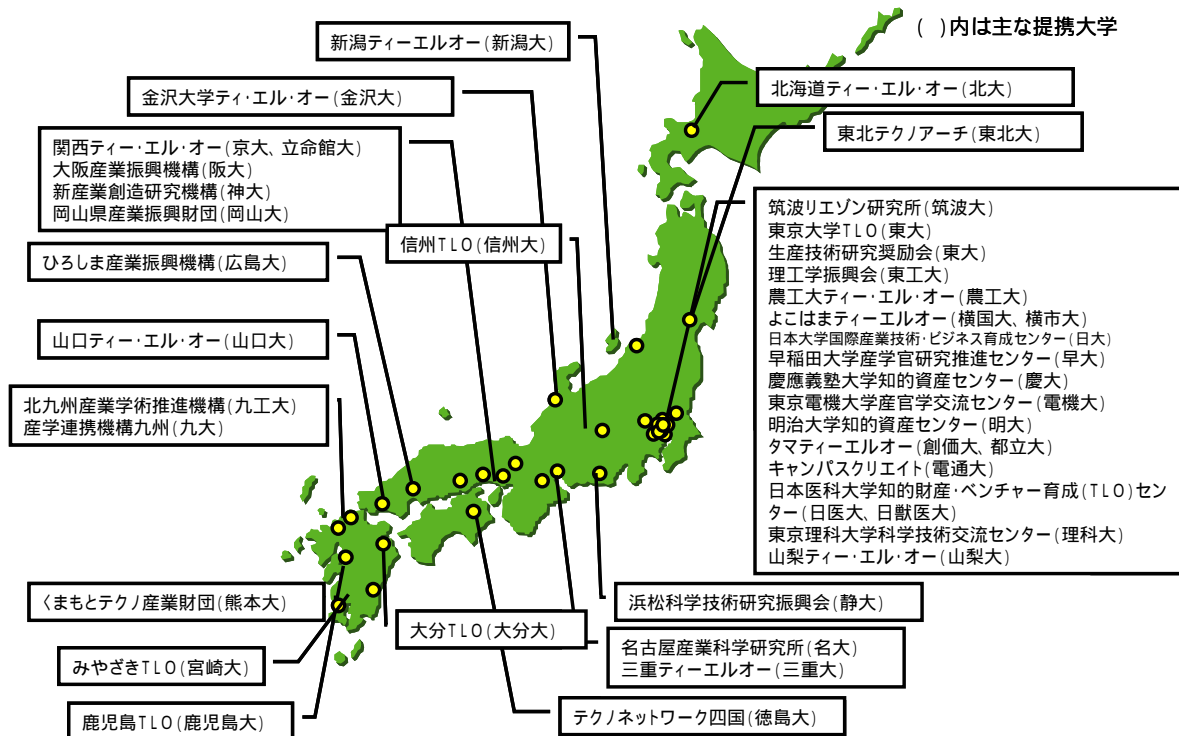 ( )内は主な提携大学
新潟ティーエルオー(新潟大)
北海道ティー・エル・オー(北大)
金沢大学ティ・エル・オー(金沢大)
東北テクノアーチ(東北大)
関西ティー・エル・オー(京大、立命館大)
大阪産業振興機構(阪大)
新産業創造研究機構(神大)
岡山県産業振興財団(岡山大)
信州TLO(信州大)
筑波リエゾン研究所(筑波大)
東京大学TLO(東大)
生産技術研究奨励会(東大)
理工学振興会(東工大)
農工大ティー・エル・オー(農工大)
よこはまティーエルオー(横国大、横市大)
日本大学国際産業技術・ビジネス育成センター(日大)
早稲田大学産学官研究推進センター(早大)
慶應義塾大学知的資産センター(慶大)
東京電機大学産官学交流センター(電機大)
明治大学知的資産センター(明大)
タマティーエルオー(創価大、都立大)
キャンパスクリエイト(電通大)
日本医科大学知的財産・ベンチャー育成(TLO)セン
ター(日医大、日獣医大)
東京理科大学科学技術交流センター(理科大)
山梨ティー・エル・オー(山梨大)
ひろしま産業振興機構(広島大)
山口ティー・エル・オー(山口大)
北九州産業学術推進機構(九工大)
産学連携機構九州(九大)
くまもとテクノ産業財団(熊本大)
浜松科学技術研究振興会(静大)
大分TLO(大分大)
名古屋産業科学研究所(名大)
三重ティーエルオー(三重大)
みやざきTLO(宮崎大)
鹿児島TLO(鹿児島大)
テクノネットワーク四国(徳島大)